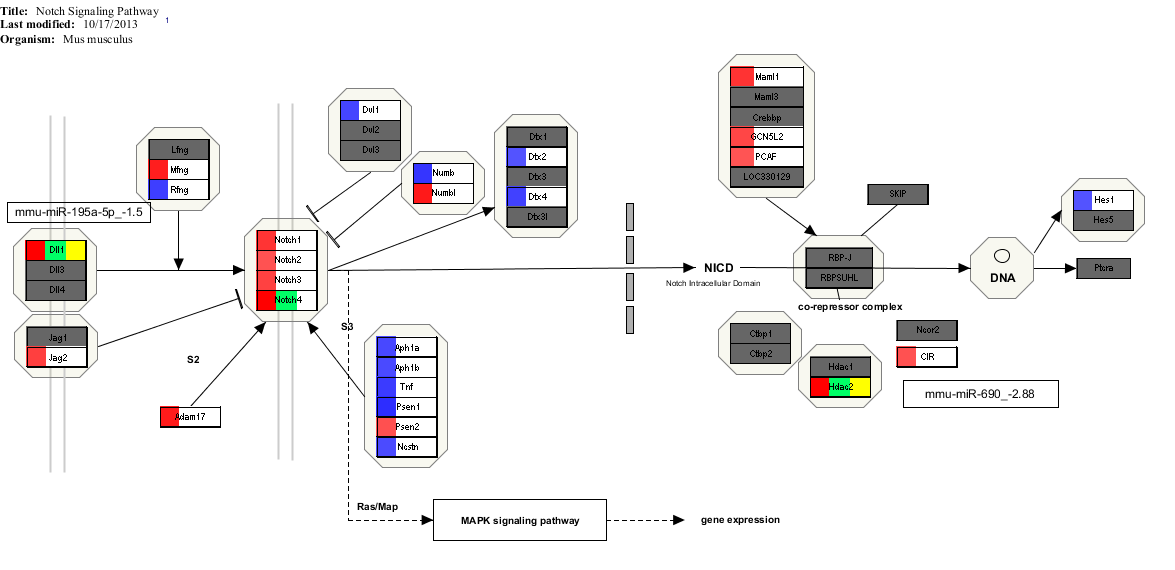 Title: Notch Signaling Pathway
Last modified: 10/17/2013 1
Organism: Mus musculus
Maml1
Maml3
Crebbp
GCN5L2
PCAF
LOC330129
Dvl1
Dvl2
Dvl3
Dtx1
Dtx2
Dtx3
Dtx4
Dtx3l
Lfng
Mfng
Rfng
Numb
Numbl
SKIP
Hes1
Hes5
mmu-miR-195a-5p_-1.5
Dll1
Dll3
Dll4
Notch1
Notch2
Notch3
Notch4
NICD
Notch Intracellular Domain
RBP-J
RBPSUHL
co-repressor complex
DNA
Ptcra
Jag1
Jag2
S3
S2
Aph1a
Aph1b
Tnf
Psen1
Psen2
Ncstn
Ctbp1
Ctbp2
Ncor2
CIR
Hdac1
Hdac2
mmu-miR-690_-2.88
Adam17
Ras/Map
MAPK signaling pathway
gene expression